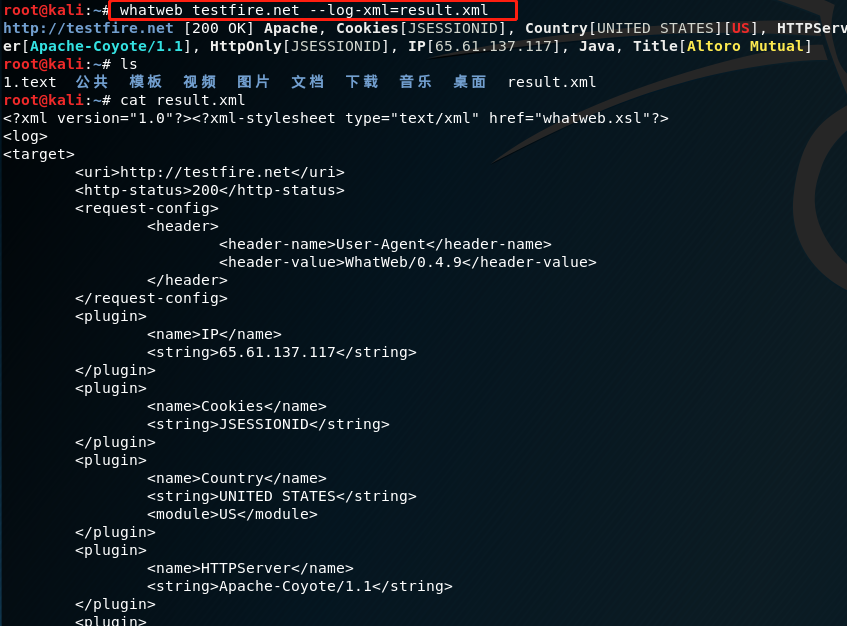 root@kali:~# whatweb testfire.net --log-xml=result.xml
http://testfire.net [200 OK] Apache, Cookies[JSESSIONID], Country[UNITED STATES][US], HTTPServ
er[Apache-Coyote/1.1], HttpOnly[JSESSIONID], IP[65.61.137.117], Java, Title[Altoro Mutual]
root@kali:~# ls
1.text  公共  模板  视频  图片  文档  下载  音乐  桌面  result.xml
root@kali:~# cat result.xml
<?xml version="1.0"?><?xml-stylesheet type="text/xml" href="whatweb.xsl"?>
<log>
<target>
        <uri>http://testfire.net</uri>
        <http-status>200</http-status>
        <request-config>
                <header>
                        <header-name>User-Agent</header-name>
                        <header-value>WhatWeb/0.4.9</header-value>
                </header>
        </request-config>
        <plugin>
                <name>IP</name>
                <string>65.61.137.117</string>
        </plugin>
        <plugin>
                <name>Cookies</name>
                <string>JSESSIONID</string>
        </plugin>
        <plugin>
                <name>Country</name>
                <string>UNITED STATES</string>
                <module>US</module>
        </plugin>
        <plugin>
                <name>HTTPServer</name>
                <string>Apache-Coyote/1.1</string>
        </plugin>
        <plugin>